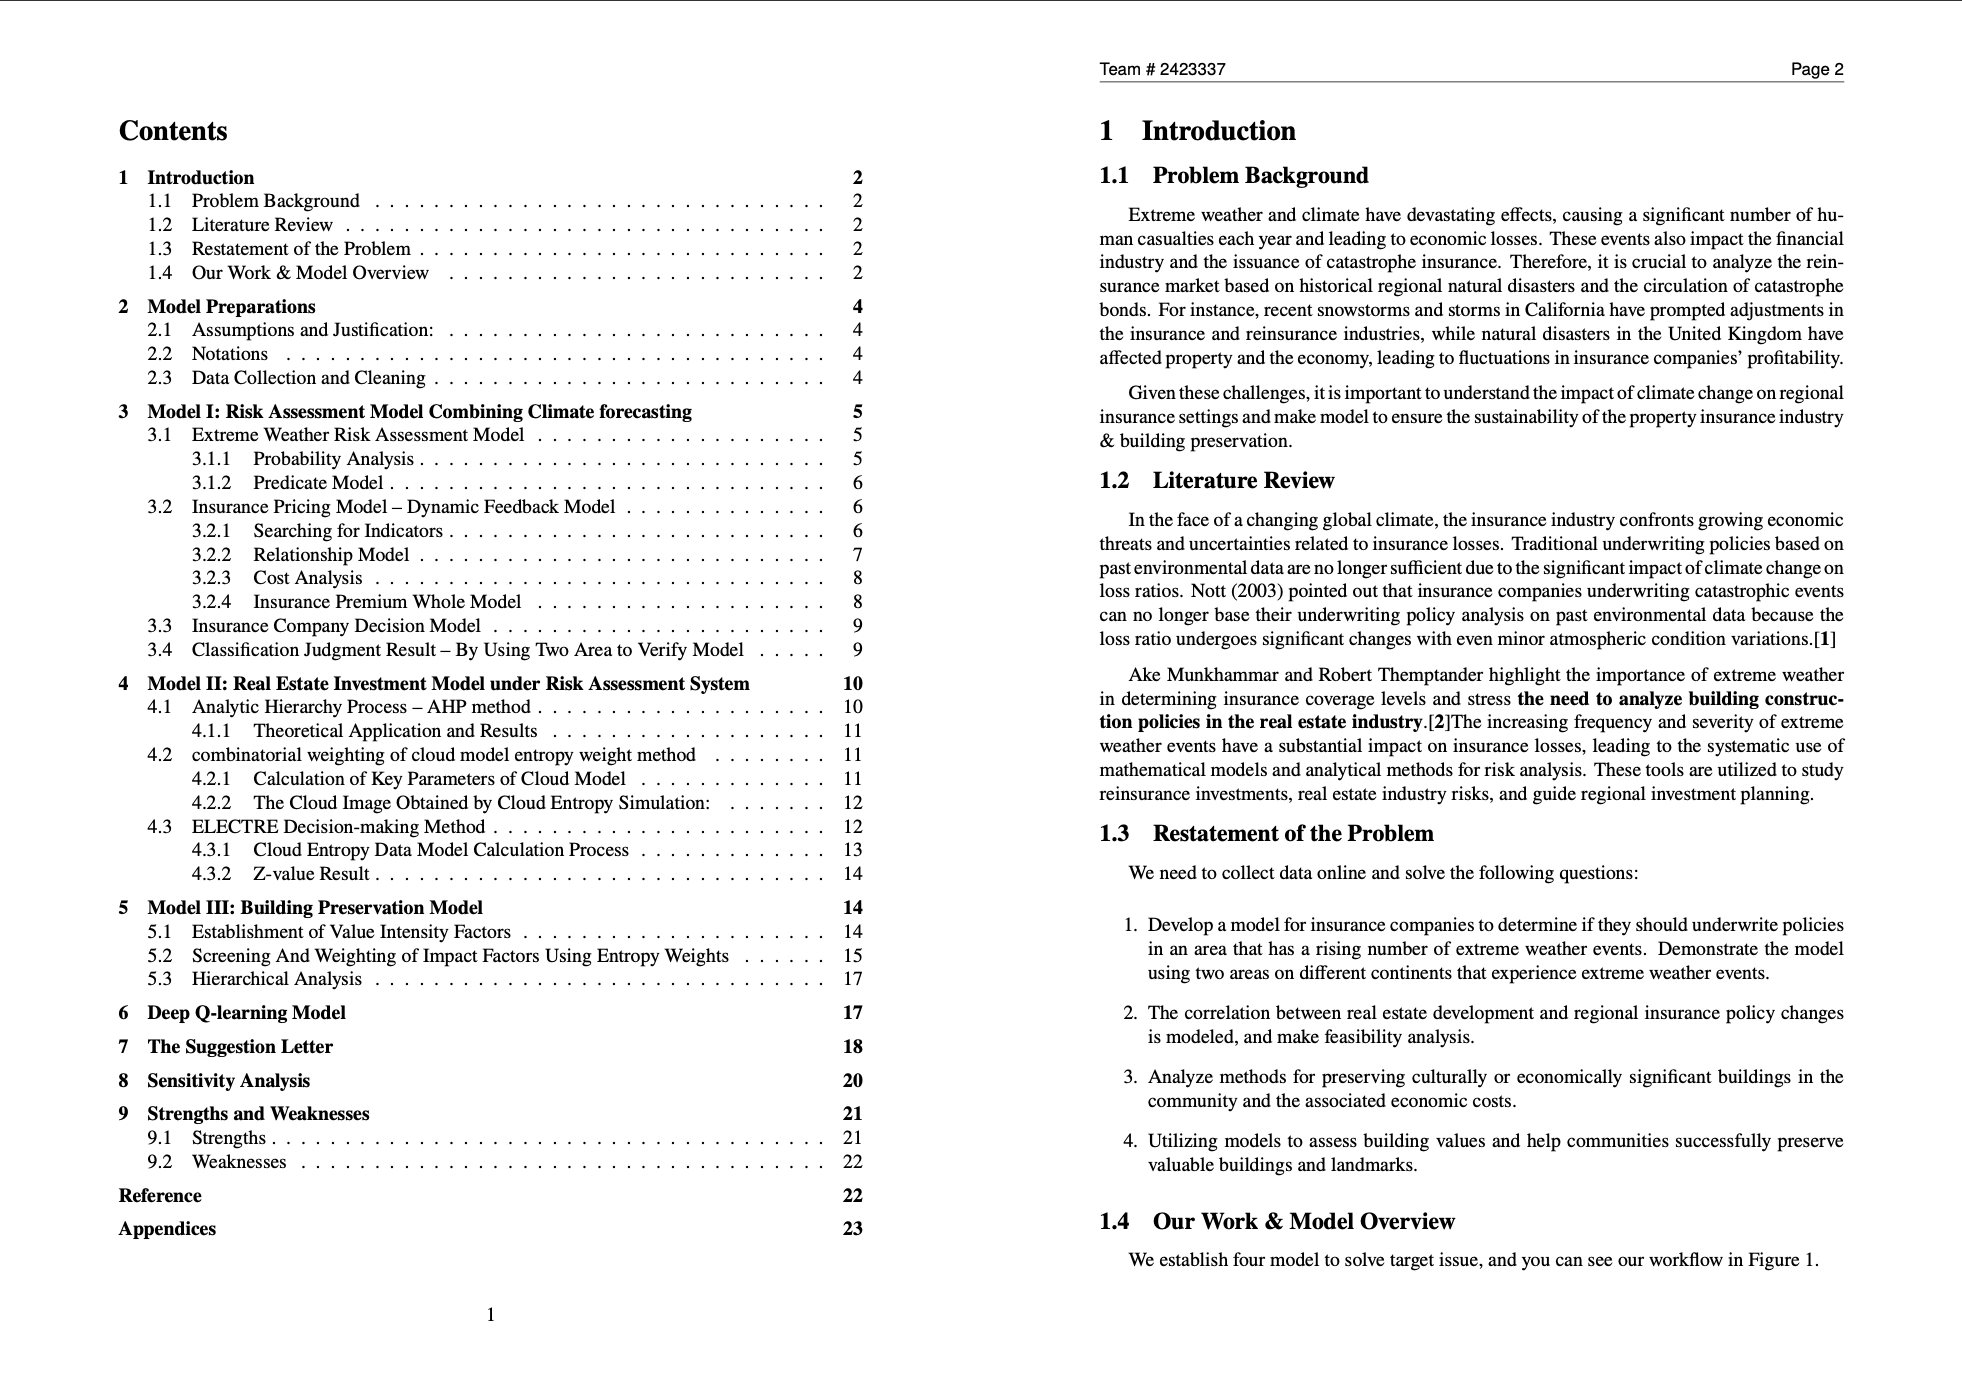 Contents
1 Introduction 2
1.1 Problem Background . . . . . . . . . . . . . . . . . . . . . . . . . . . . . . . 2
1.2 Literature Review . . . . . . . . . . . . . . . . . . . . . . . . . . . . . . . . . 2
1.3 Restatement of the Problem . . . . . . . . . . . . . . . . . . . . . . . . . . . . 2
1.4 Our Work & Model Overview . . . . . . . . . . . . . . . . . . . . . . . . . . 2
2 Model Preparations 4
2.1 Assumptions and Justification: . . . . . . . . . . . . . . . . . . . . . . . . . . 4
2.2 Notations . . . . . . . . . . . . . . . . . . . . . . . . . . . . . . . . . . . . . 4
2.3 Data Collection and Cleaning . . . . . . . . . . . . . . . . . . . . . . . . . . . 4
3 Model I: Risk Assessment Model Combining Climate forecasting 5
3.1 Extreme Weather Risk Assessment Model . . . . . . . . . . . . . . . . . . . . 5
3.1.1 Probability Analysis . . . . . . . . . . . . . . . . . . . . . . . . . . . . 5
3.1.2 Predicate Model . . . . . . . . . . . . . . . . . . . . . . . . . . . . . . 6
3.2 Insurance Pricing Model – Dynamic Feedback Model . . . . . . . . . . . . . . 6
3.2.1 Searching for Indicators . . . . . . . . . . . . . . . . . . . . . . . . . . 6
3.2.2 Relationship Model . . . . . . . . . . . . . . . . . . . . . . . . . . . . 7
3.2.3 Cost Analysis . . . . . . . . . . . . . . . . . . . . . . . . . . . . . . . 8
3.2.4 Insurance Premium Whole Model . . . . . . . . . . . . . . . . . . . . 8
3.3 Insurance Company Decision Model . . . . . . . . . . . . . . . . . . . . . . . 9
3.4 Classification Judgment Result – By Using Two Area to Verify Model . . . . . 9
4 Model II: Real Estate Investment Model under Risk Assessment System 10
4.1 Analytic Hierarchy Process – AHP method . . . . . . . . . . . . . . . . . . . . 10
4.1.1 Theoretical Application and Results . . . . . . . . . . . . . . . . . . . 11
4.2 combinatorial weighting of cloud model entropy weight method . . . . . . . . 11
4.2.1 Calculation of Key Parameters of Cloud Model . . . . . . . . . . . . . 11
4.2.2 The Cloud Image Obtained by Cloud Entropy Simulation: . . . . . . . 12
4.3 ELECTRE Decision-making Method . . . . . . . . . . . . . . . . . . . . . . . 12
4.3.1 Cloud Entropy Data Model Calculation Process . . . . . . . . . . . . . 13
4.3.2 Z-value Result . . . . . . . . . . . . . . . . . . . . . . . . . . . . . . . 14
5 Model III: Building Preservation Model 14
5.1 Establishment of Value Intensity Factors . . . . . . . . . . . . . . . . . . . . . 14
5.2 Screening And Weighting of Impact Factors Using Entropy Weights . . . . . . 15
5.3 Hierarchical Analysis . . . . . . . . . . . . . . . . . . . . . . . . . . . . . . . 17
6 Deep Q-learning Model 17
7 The Suggestion Letter 18
8 Sensitivity Analysis 20
9 Strengths and Weaknesses 21
9.1 Strengths . . . . . . . . . . . . . . . . . . . . . . . . . . . . . . . . . . . . . . 21
9.2 Weaknesses . . . . . . . . . . . . . . . . . . . . . . . . . . . . . . . . . . . . 22
Reference 22
Appendices 23
1
Team # 2423337 Page 2
1 Introduction
1.1 Problem Background
Extreme weather and climate have devastating effects, causing a significant number of hu-
man casualties each year and leading to economic losses. These events also impact the financial
industry and the issuance of catastrophe insurance. Therefore, it is crucial to analyze the rein-
surance market based on historical regional natural disasters and the circulation of catastrophe
bonds. For instance, recent snowstorms and storms in California have prompted adjustments in
the insurance and reinsurance industries, while natural disasters in the United Kingdom have
affected property and the economy, leading to fluctuations in insurance companies’ profitability.
Given these challenges, it is important to understand the impact of climate change on regional
insurance settings and make model to ensure the sustainability of the property insurance industry
& building preservation.
1.2 Literature Review
In the face of a changing global climate, the insurance industry confronts growing economic
threats and uncertainties related to insurance losses. Traditional underwriting policies based on
past environmental data are no longer sufficient due to the significant impact of climate change on
loss ratios. Nott (2003) pointed out that insurance companies underwriting catastrophic events
can no longer base their underwriting policy analysis on past environmental data because the
loss ratio undergoes significant changes with even minor atmospheric condition variations.[1]
Ake Munkhammar and Robert Themptander highlight the importance of extreme weather
in determining insurance coverage levels and stress the need to analyze building construc-
tion policies in the real estate industry.[2]The increasing frequency and severity of extreme
weather events have a substantial impact on insurance losses, leading to the systematic use of
mathematical models and analytical methods for risk analysis. These tools are utilized to study
reinsurance investments, real estate industry risks, and guide regional investment planning.
1.3 Restatement of the Problem
We need to collect data online and solve the following questions:
1. Develop a model for insurance companies to determine if they should underwrite policies
in an area that has a rising number of extreme weather events. Demonstrate the model
using two areas on different continents that experience extreme weather events.
2. The correlation between real estate development and regional insurance policy changes
is modeled, and make feasibility analysis.
3. Analyze methods for preserving culturally or economically significant buildings in the
community and the associated economic costs.
4. Utilizing models to assess building values and help communities successfully preserve
valuable buildings and landmarks.
1.4 Our Work & Model Overview
We establish four model to solve target issue, and you can see our workflow in Figure 1.